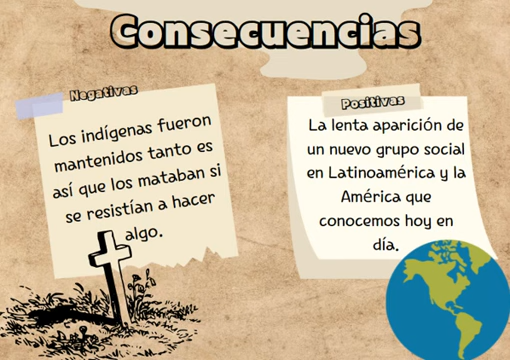 Consecuencias
Negativas
Los indígenas fueron
mantenidos tanto es
así que los mataban si
se resistían a hacer
algo.
Positivas
La lenta aparición de
un nuevo grupo social
en Latinoamérica y la
América que
conocemos hoy en
día.